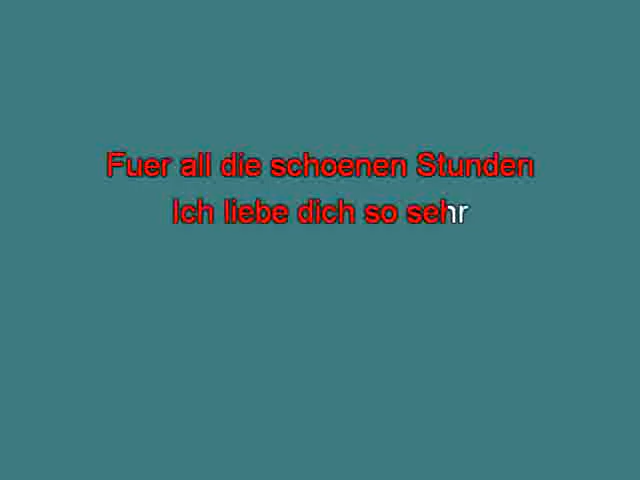 Fuer all die schoenen Stunden
Ich liebe dich so sehr